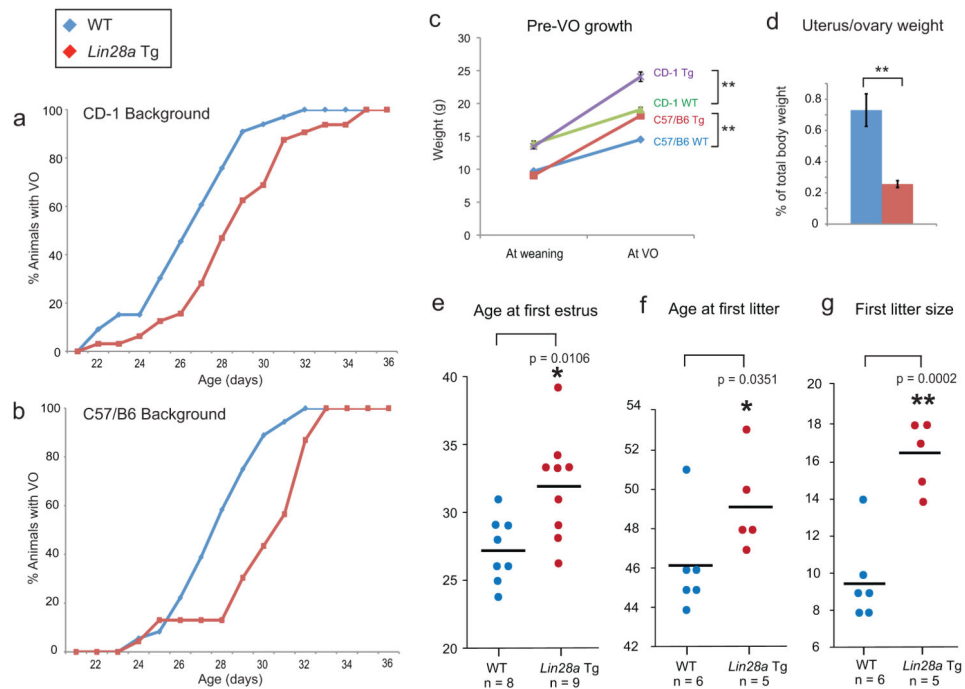 WT
Lin28a Tg
a
CD-1 Background
% Animals with VO
100
80
60
40
20
0
22 24 26 28 30 32 34 36
Age (days)
b
C57/B6 Background
% Animals with VO
100
80
60
40
20
0
22 24 26 28 30 32 34 36
Age (days)
c
Pre-VO growth
Weight (g)
30
25
20
15
10
5
0
CD-1 Tg
CD-1 WT
C57/B6 Tg
C57/B6 WT
**
**
At weaning At VO
d
Uterus/ovary weight
**
% of total body weight
0.8
0.6
0.4
0.2
0
e
Age at first estrus
p = 0.0106
*
40
35
30
25
20
WT Lin28a Tg
n = 8 n = 9
f
Age at first litter
p = 0.0351
*
54
52
50
48
46
44
42
WT Lin28a Tg
n = 6 n = 5
g
First litter size
p = 0.0002
**
20
18
16
14
12
10
8
6
WT Lin28a Tg
n = 6 n = 5